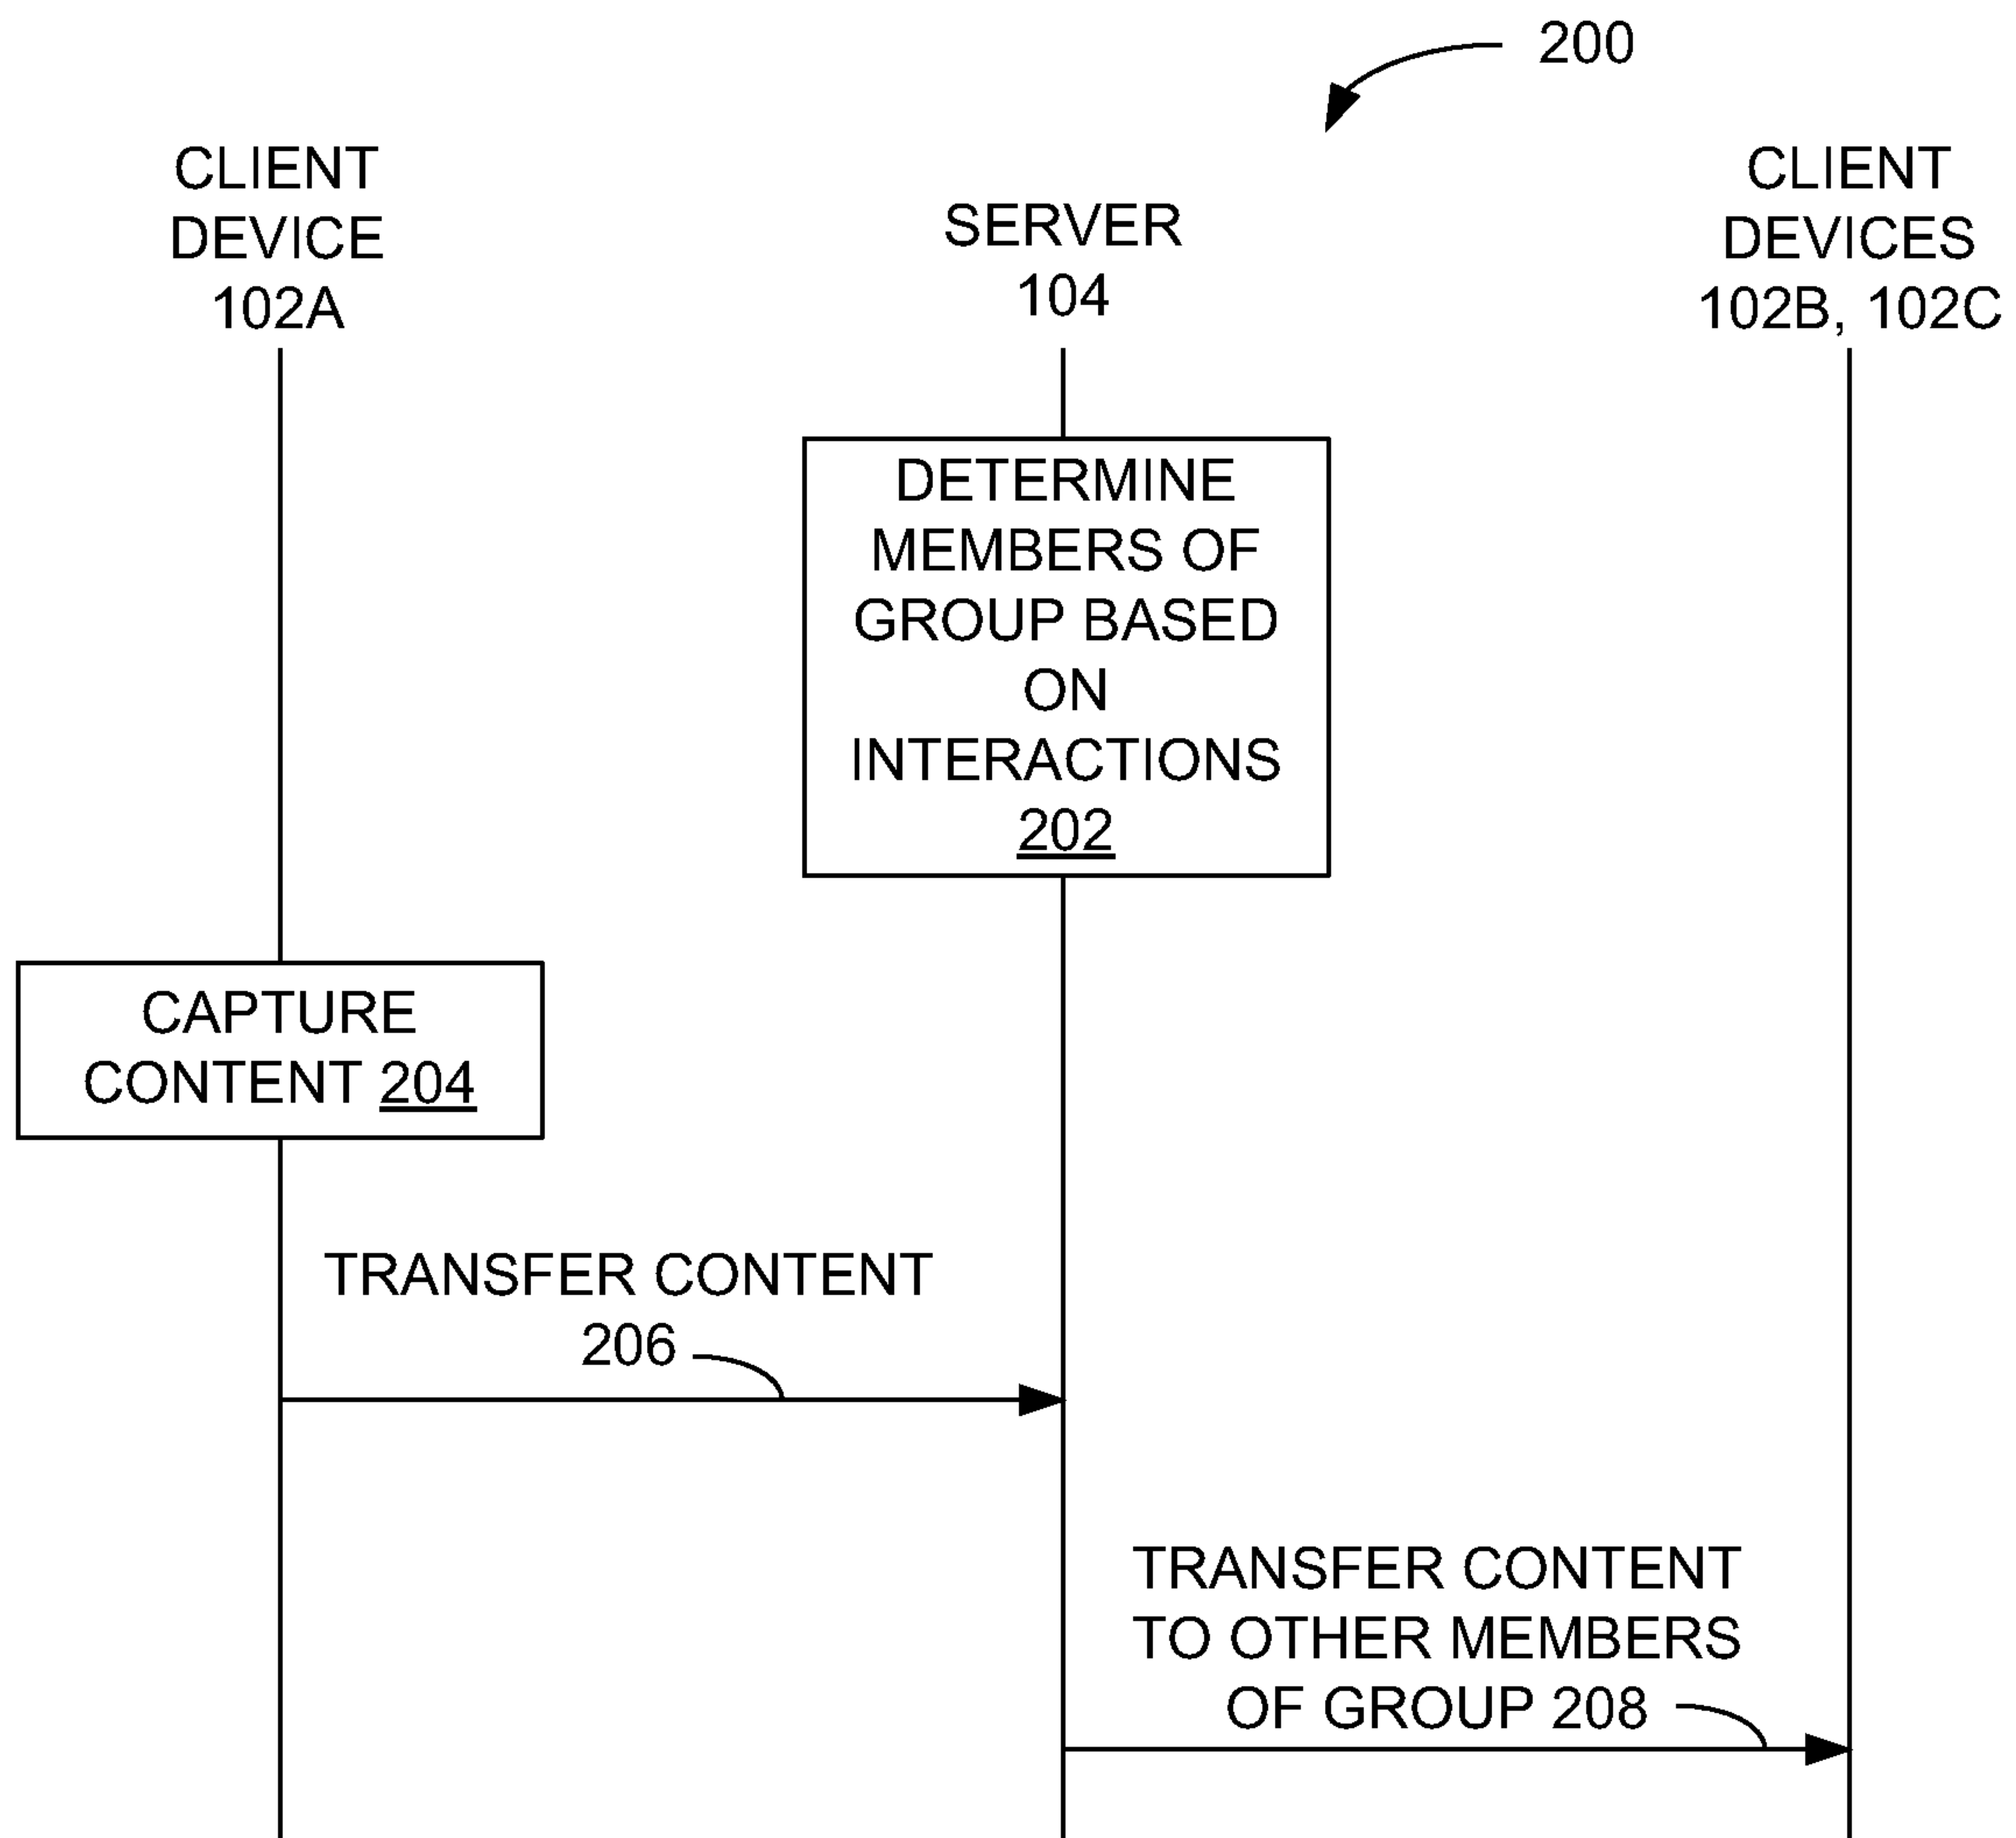 200
CLIENT
DEVICE
102A
SERVER
104
CLIENT
DEVICES
102B, 102C
DETERMINE
MEMBERS OF
GROUP BASED
ON
INTERACTIONS
202
CAPTURE
CONTENT 204
TRANSFER CONTENT
206
TRANSFER CONTENT
TO OTHER MEMBERS
OF GROUP 208